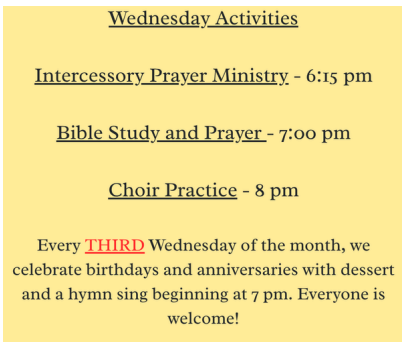 Wednesday Activities
Intercessory Prayer Ministry - 6:15 pm
Bible Study and Prayer - 7:00 pm
Choir Practice - 8 pm
Every THIRD Wednesday of the month, we
celebrate birthdays and anniversaries with dessert
and a hymn sing beginning at 7 pm. Everyone is
welcome!